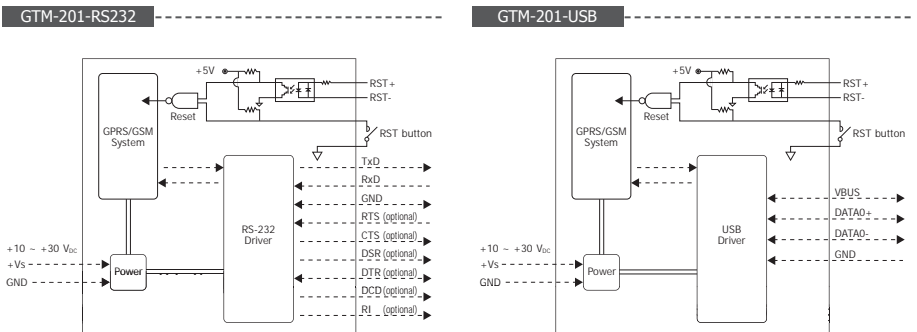 GTM-201-RS232
+5V
RST+
RST-
Reset
GPRS/GSM
System
RST button
TxD
RxD
GND
RTS (optional)
RS-232
Driver
CTS (optional)
DSR (optional)
DTR (optional)
DCD (optional)
RI (optional)
+10 ~ +30 VDC
+Vs
GND
Power
GTM-201-USB
+5V
RST+
RST-
Reset
GPRS/GSM
System
RST button
VBUS
DATA0+
USB
Driver
DATA0-
GND
+10 ~ +30 VDC
+Vs
GND
Power